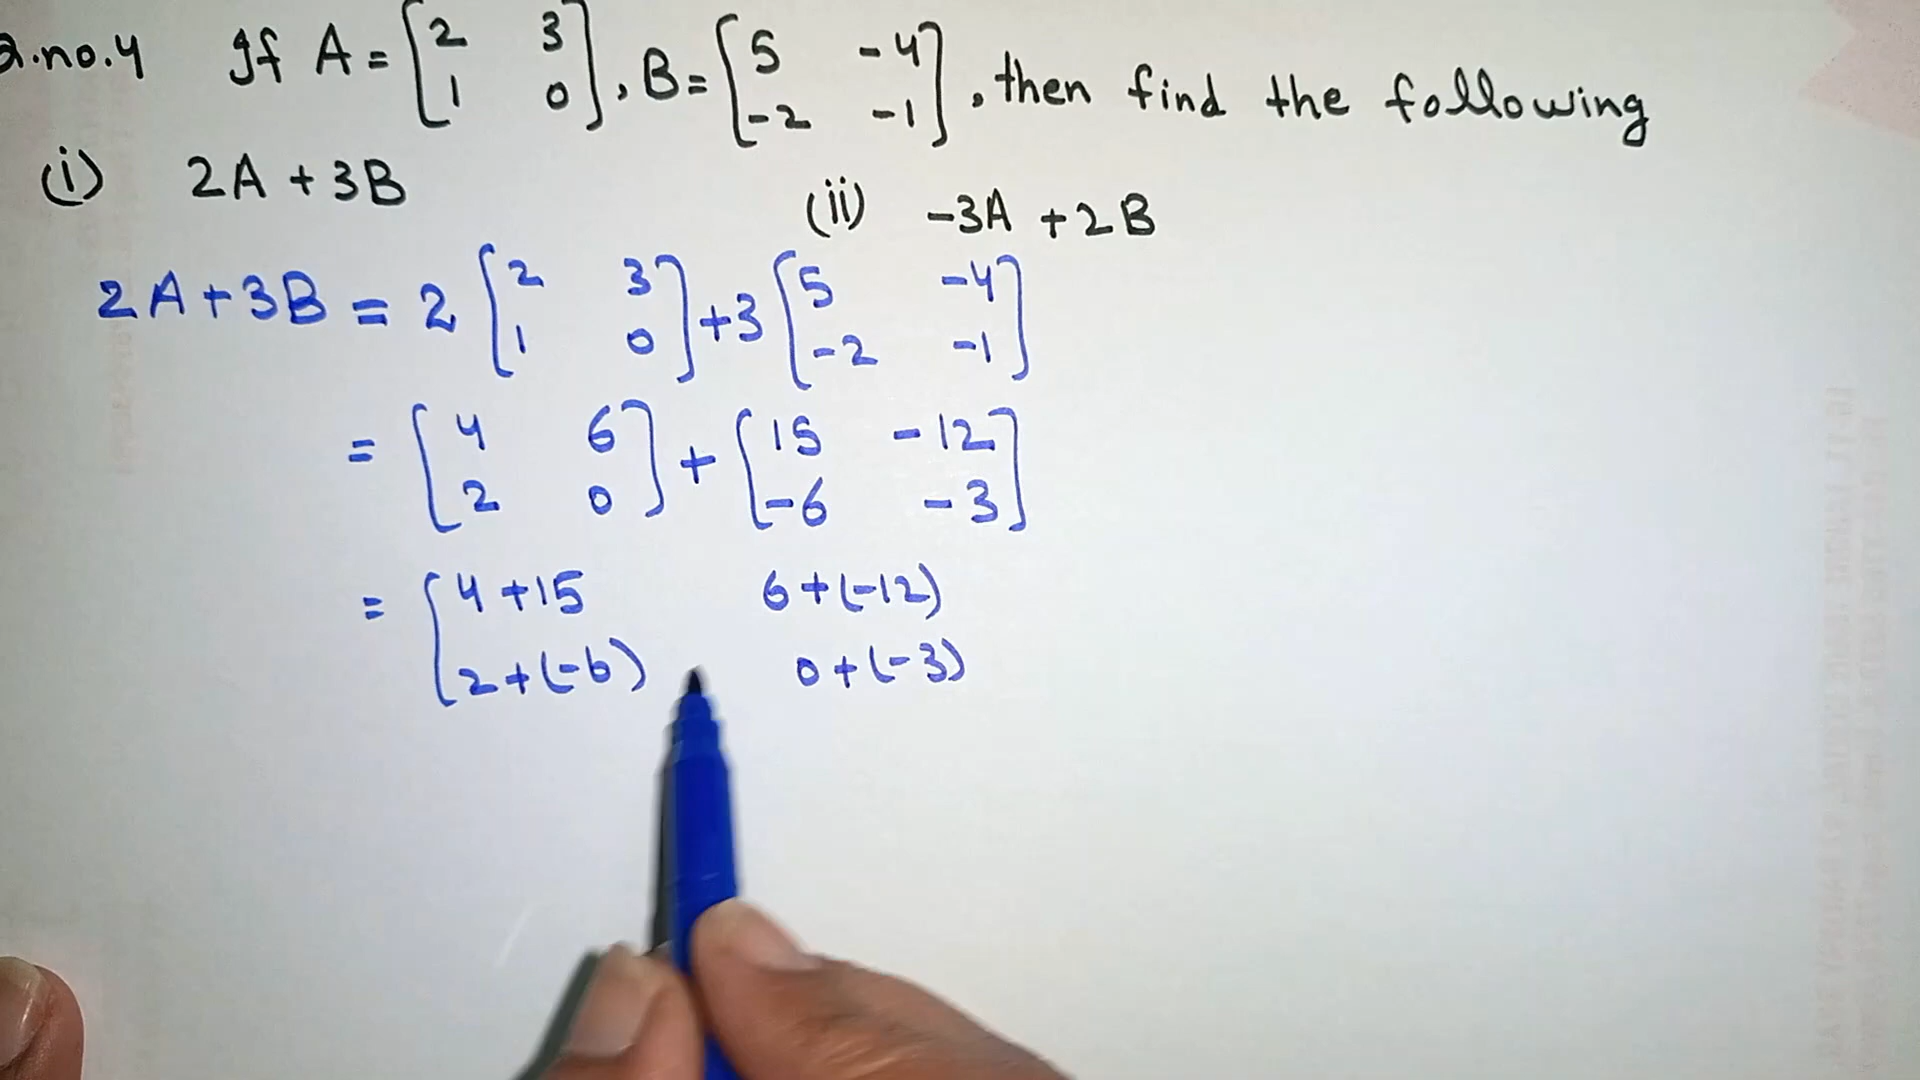 Q.no.4 If A = [2 3 1 0], B = [5 -4 -2 -1], then find the following
(i) 2A + 3B (ii) -3A + 2B
2A + 3B = 2 [2 3 1 0] + 3 [5 -4 -2 -1]
= [4 6 2 0] + [15 -12 -6 -3]
= [4 + 15 6 + (-12)
2 + (-6) 0 + (-3)